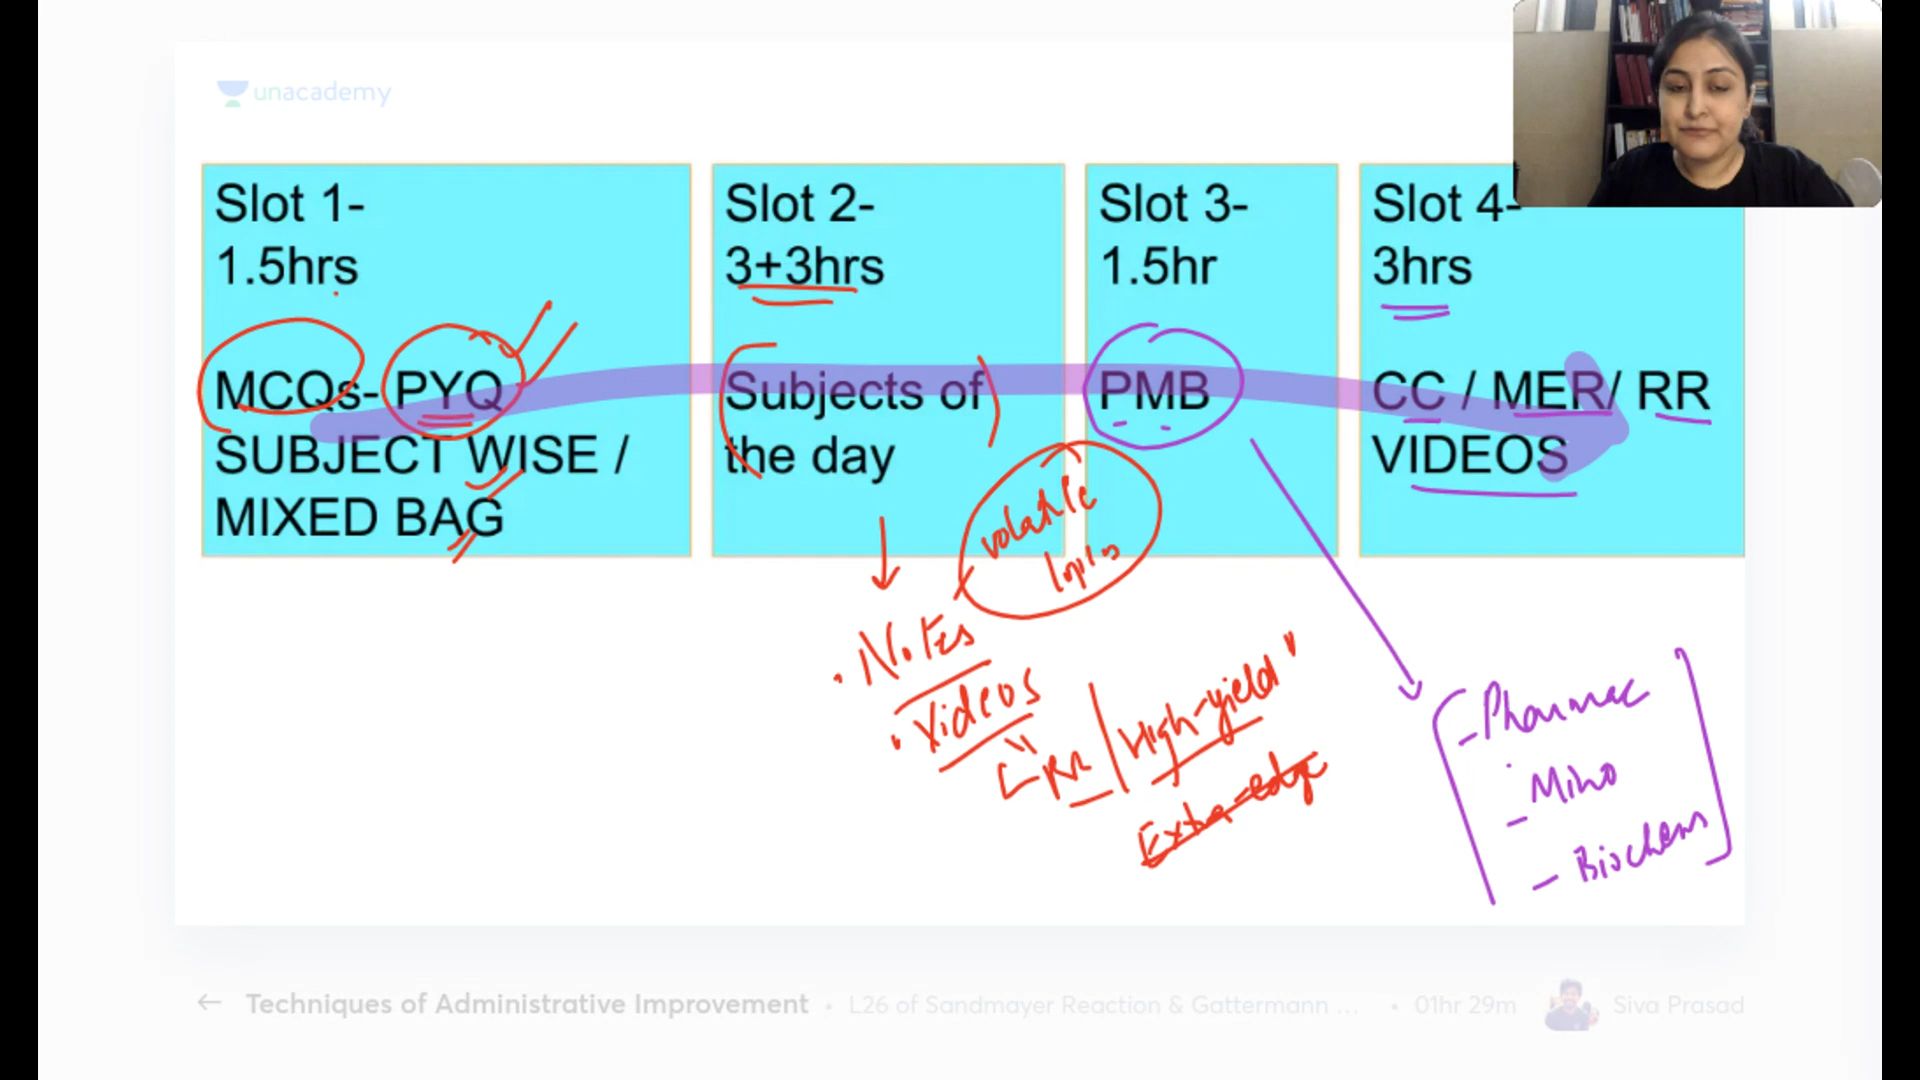 unacademy
Slot 1-
1.5hrs
MCQs- PYQ
SUBJECT WISE /
MIXED BAG
Slot 2-
3+3hrs
Subjects of
the day
Slot 3-
1.5hr
PMB
Slot 4-
3hrs
CC / MER/ RR
VIDEOS
volatile
• Notes
• Videos
RR / High-yield"
Extra-edge
- Pharmac
- Micro
- Biochem
Techniques of Administrative Improvement • L26 of Sandmayer Reaction & Gattermann ... • 01hr 29m Siva Prasad